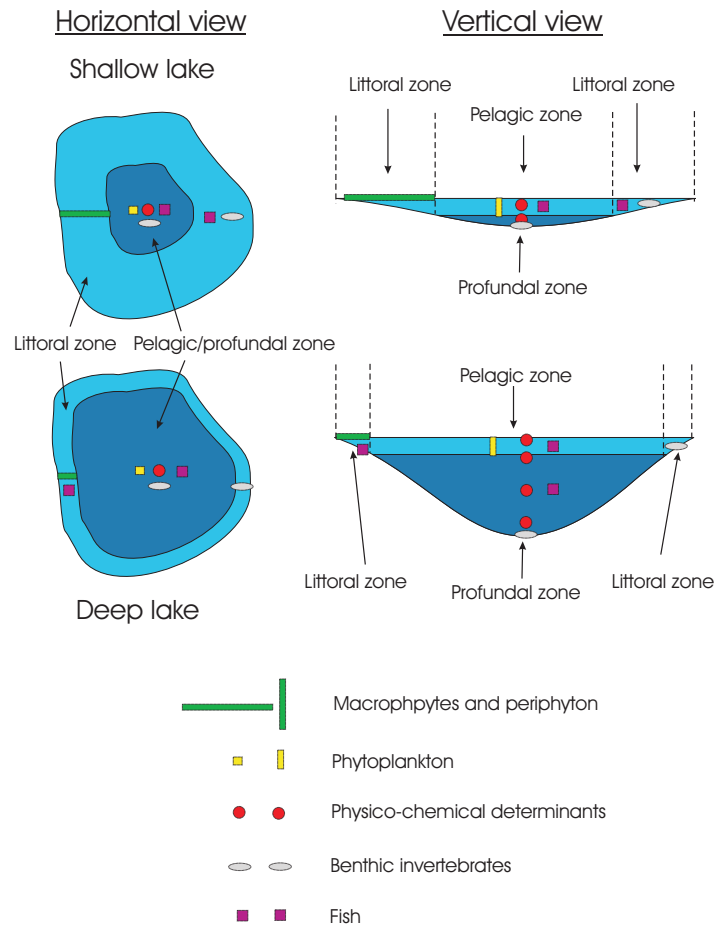 Horizontal view
Vertical view
Shallow lake
Littoral zone
Littoral zone
Pelagic zone
Profundal zone
Littoral zone
Pelagic/profundal zone
Pelagic zone
Littoral zone
Profundal zone
Littoral zone
Deep lake
Macrophpytes and periphyton
Phytoplankton
Physico-chemical determinants
Benthic invertebrates
Fish